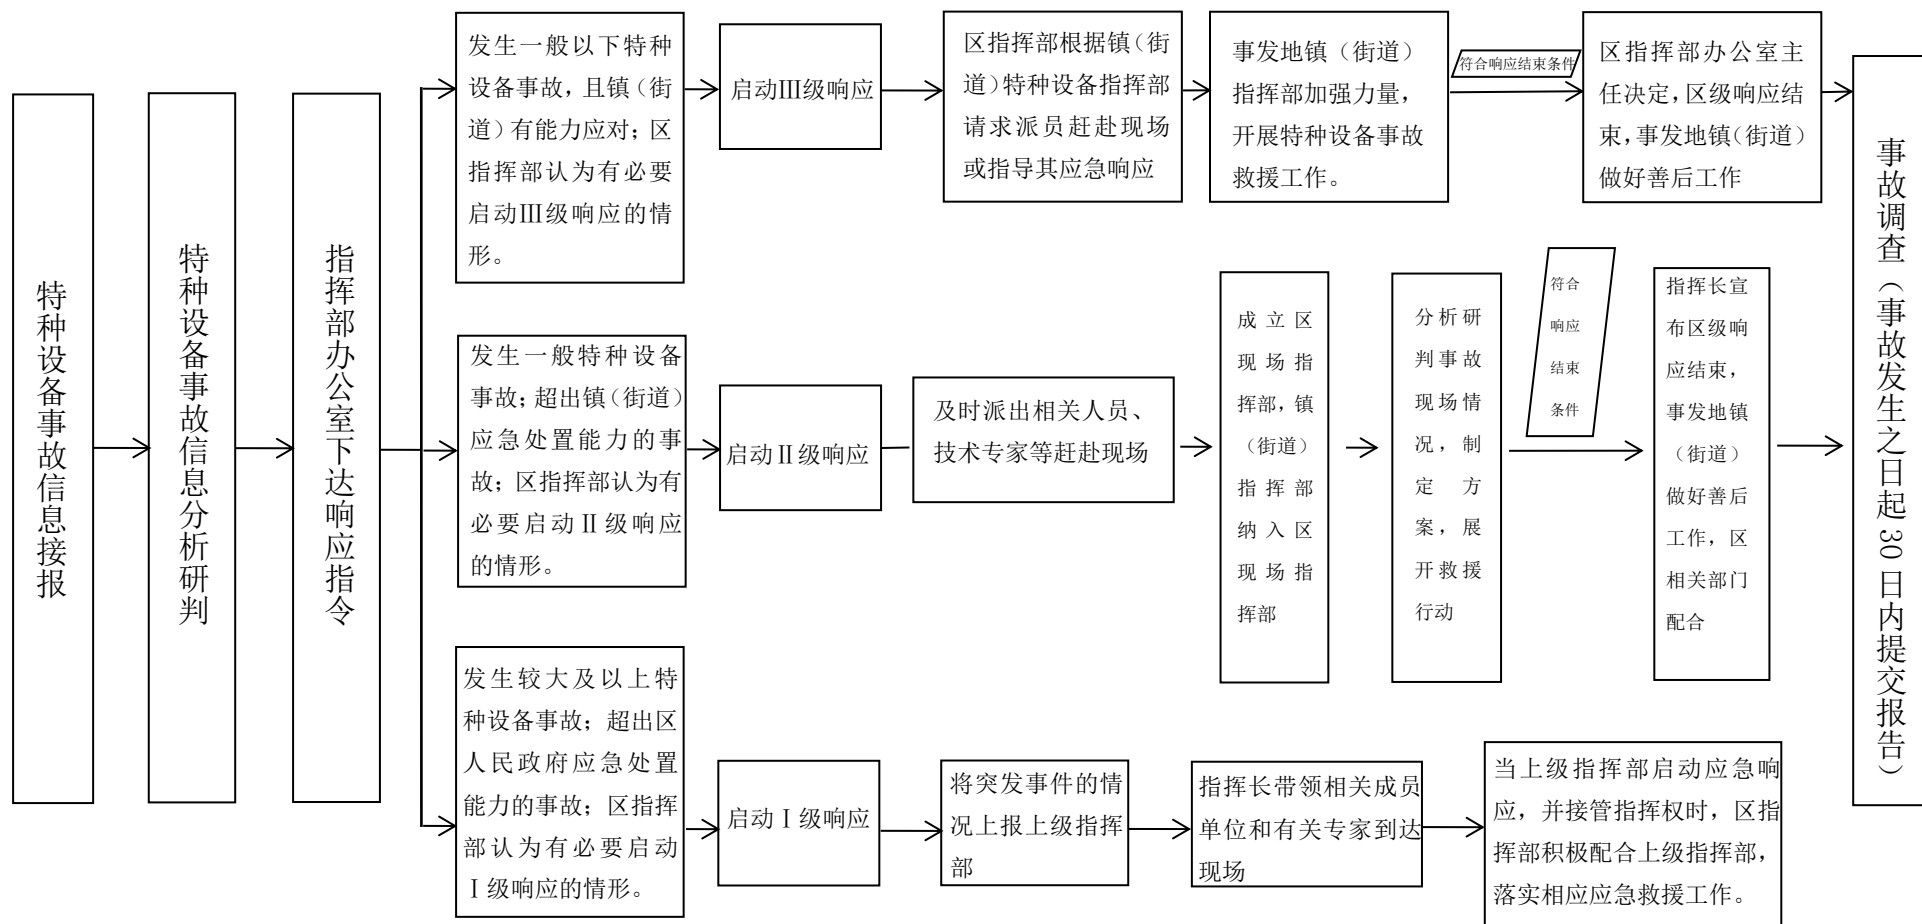 特种设备事故信息接报
特种设备事故信息分析研判
指挥部办公室下达响应指令
发生一般以下特种
设备事故，且镇（街
道）有能力应对；区
指挥部认为有必要
启动Ⅲ级响应的情
形。
启动Ⅲ级响应
区指挥部根据镇（街
道）特种设备指挥部
请求派员赶赴现场
或指导其应急响应
事发地镇（街道）
指挥部加强力量，
开展特种设备事故
救援工作。
符合响应结束条件
区指挥部办公室主
任决定，区级响应结
束，事发地镇（街道）
做好善后工作
发生一般特种设备
事故；超出镇（街道）
应急处置能力的事
故；区指挥部认为有
必要启动Ⅱ级响应
的情形。
启动Ⅱ级响应
及时派出相关人员、
技术专家等赶赴现场
成立区
现场指
挥部，镇
（街道）
指挥部
纳入区
现场指
挥部
分析研
判事故
现场情
况，制
定方
案，展
开救援
行动
符合
响应
结束
条件
指挥长宣
布区级响
应结束，
事发地镇
（街道）
做好善后
工作，区
相关部门
配合
发生较大及以上特
种设备事故；超出区
人民政府应急处置
能力的事故；区指挥
部认为有必要启动
Ⅰ级响应的情形。
启动Ⅰ级响应
将突发事件的情
况上报上级指挥
部
指挥长带领相关成员
单位和有关专家到达
现场
当上级指挥部启动应急响
应，并接管指挥权时，区指
挥部积极配合上级指挥部，
落实相应应急救援工作。
事故调查（事故发生之日起30日内提交报告）